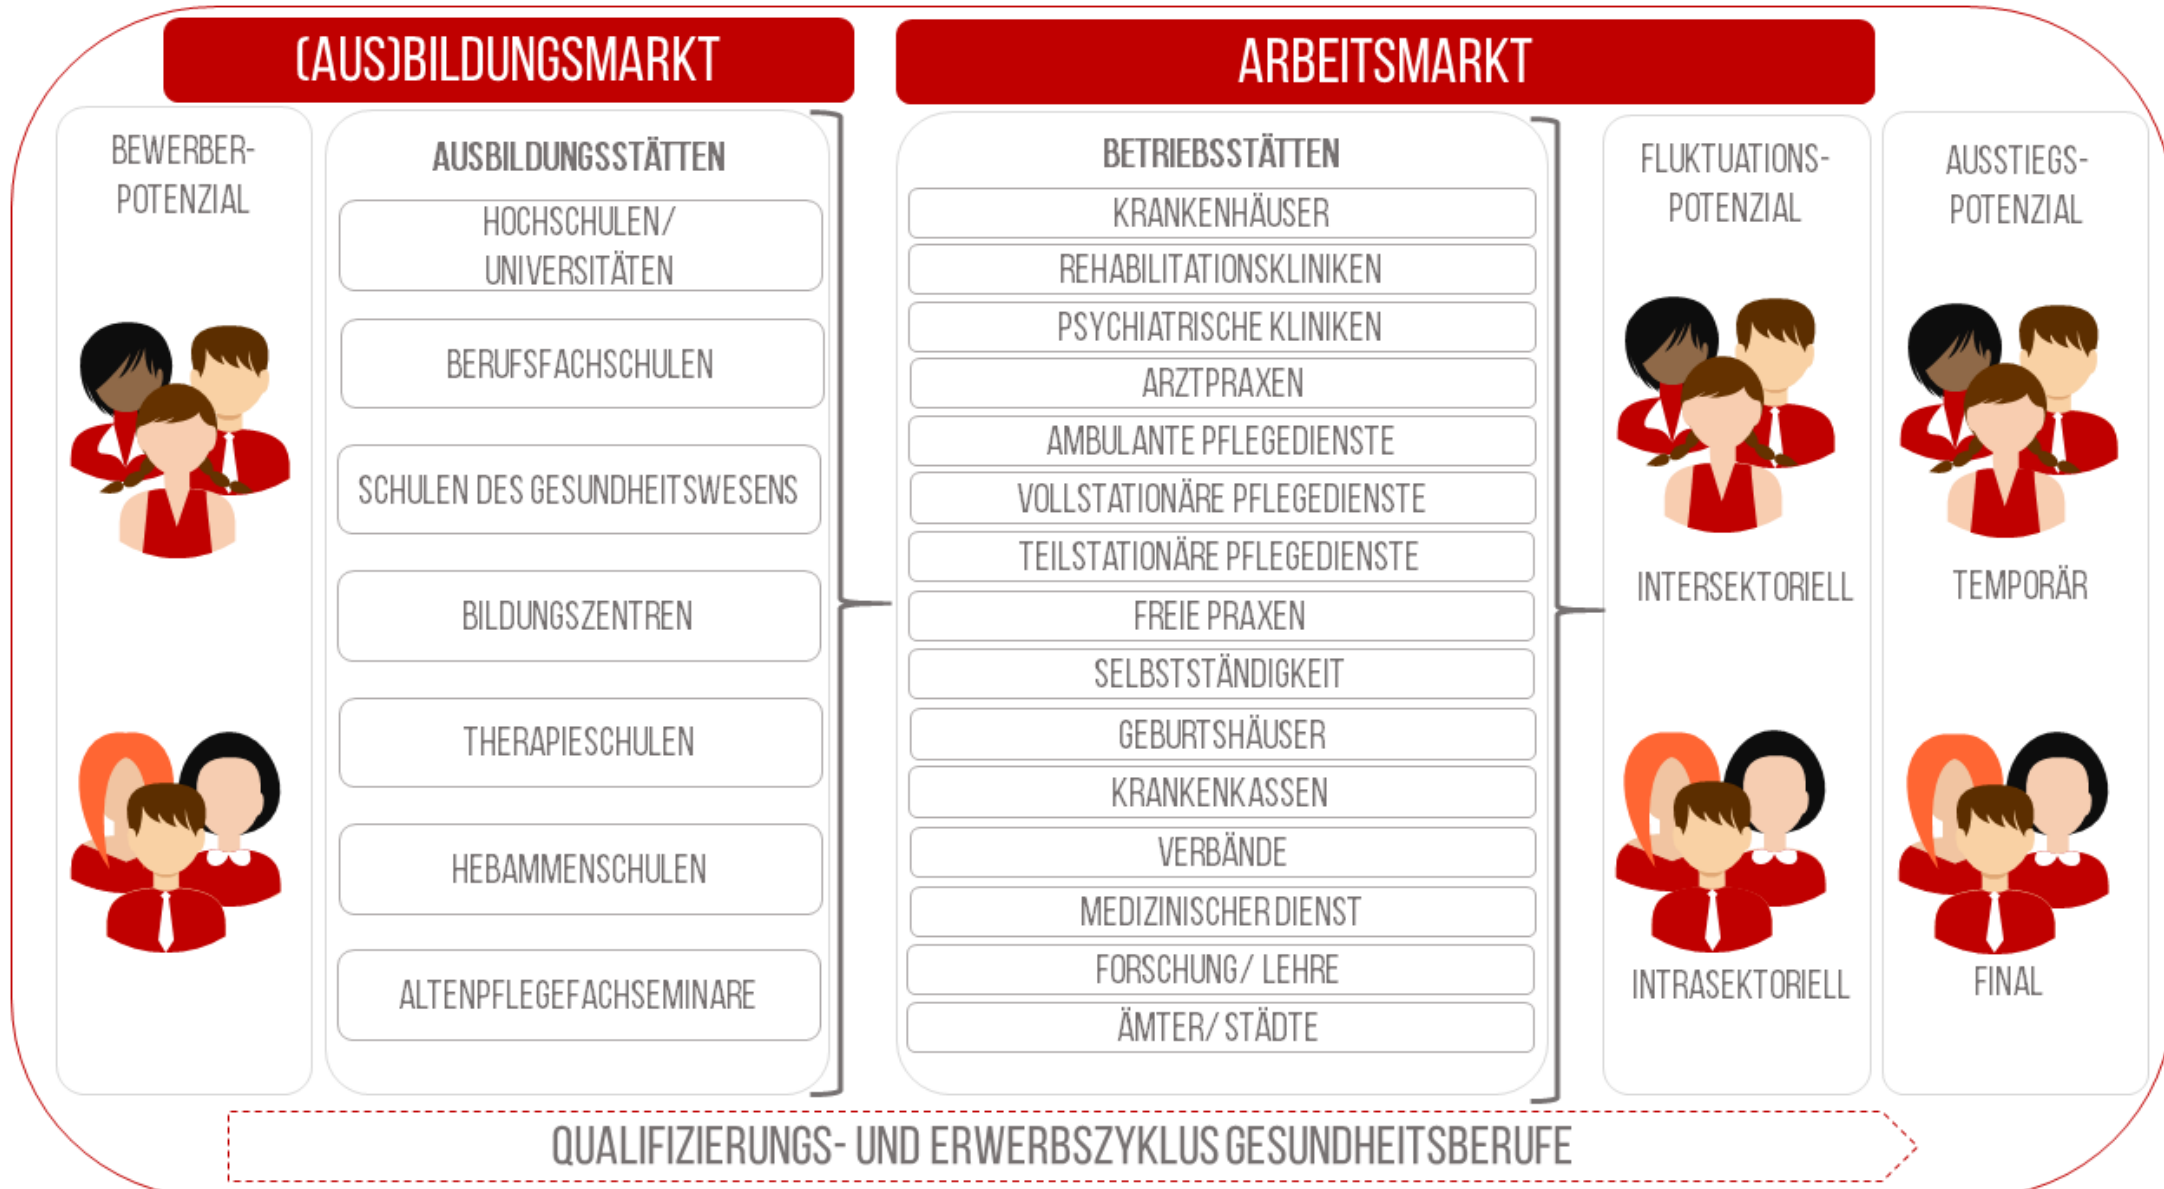 (AUS)BILDUNGSMARKT
ARBEITSMARKT
BEWERBER-
POTENZIAL
AUSBILDUNGSSTÄTTEN
HOCHSCHULEN/
UNIVERSITÄTEN
BERUFSFACHSCHULEN
SCHULEN DES GESUNDHEITSWESENS
BILDUNGSZENTREN
THERAPIESCHULEN
HEBAMMENSCHULEN
ALTENPFLEGEFACHSEMINARE
BETRIEBSSTÄTTEN
KRANKENHÄUSER
REHABILITATIONSKLINIKEN
PSYCHIATRISCHE KLINIKEN
ARZTPRAXEN
AMBULANTE PFLEGEDIENSTE
VOLLSTATIONÄRE PFLEGEDIENSTE
TEILSTATIONÄRE PFLEGEDIENSTE
FREIE PRAXEN
SELBSTSTÄNDIGKEIT
GEBURTSHÄUSER
KRANKENKASSEN
VERBÄNDE
MEDIZINISCHER DIENST
FORSCHUNG/ LEHRE
ÄMTER/ STÄDTE
FLUKTUATIONS-
POTENZIAL
INTERSEKTORIELL
INTRASEKTORIELL
AUSSTIEGS-
POTENZIAL
TEMPORÄR
FINAL
QUALIFIZIERUNGS- UND ERWERBSZYKLUS GESUNDHEITSBERUFE